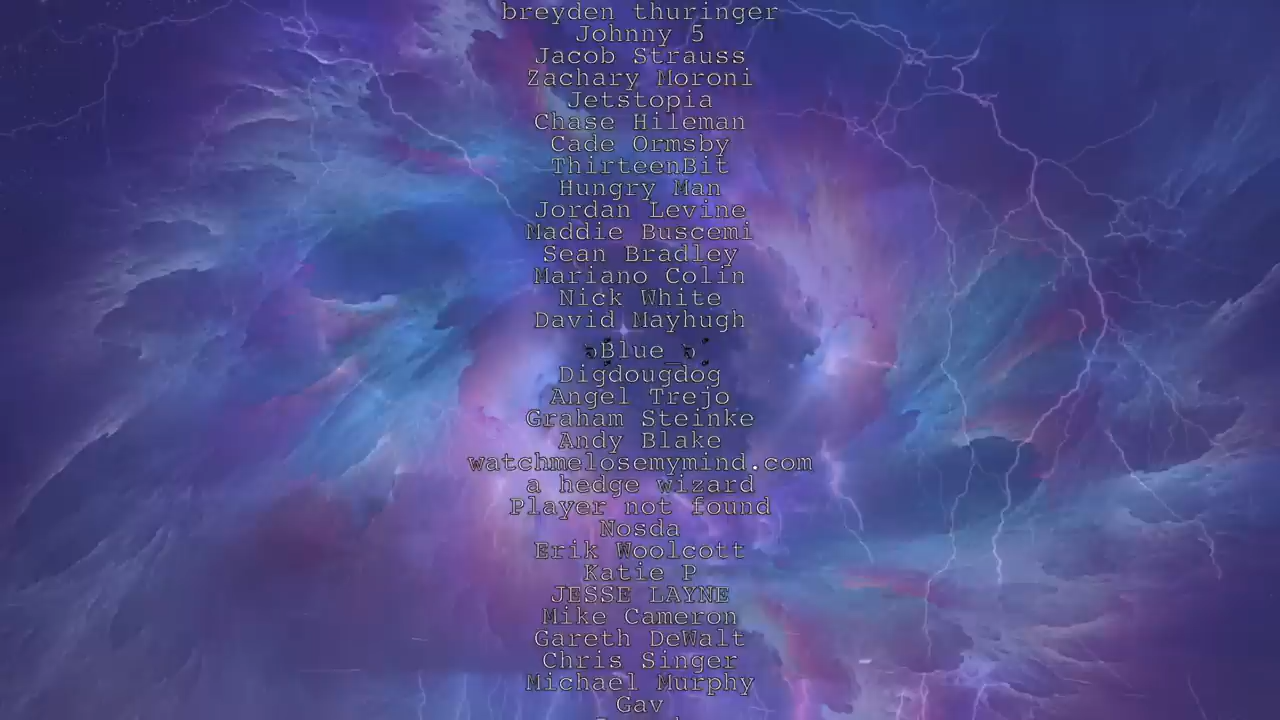 breyden thuringer
Johnny 5
Jacob Strauss
Zachary Moroni
Jetstopia
Chase Hileman
Cade Ormsby
ThirteenBit
Hungry Man
Jordan Levine
Maddie Buscemi
Sean Bradley
Mariano Colin
Nick White
David Mayhugh
Blue_
Digdougdog
Angel Trejo
Graham Steinke
Andy Blake
watchmelosemymind.com
a hedge wizard
Player not found
Nosda
Erik Woolcott
Katie P
JESSE LAYNE
Mike Cameron
Gareth DeWalt
Chris Singer
Michael Murphy
Gav